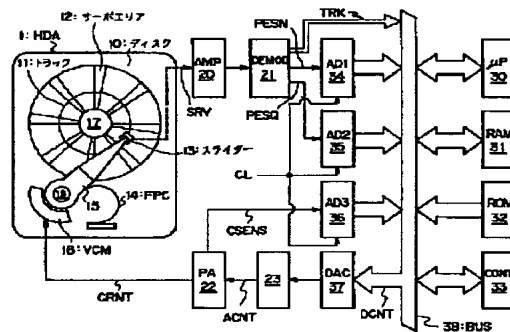 12:サーボエリア
1:HDA
10:ディスク
11:トラック
17
13:スライダー
18
15
14:FPC
16:VCM
SRV
AMP
20
DEMOD
21
PESN
PESQ
TRK
AD1
34
AD2
35
CL
AD3
36
CSENS
PA
22
23
DAC
37
CRNT
ACNT
DCNT
μP
30
RAM
31
ROM
32
CONT
33
39:BUS